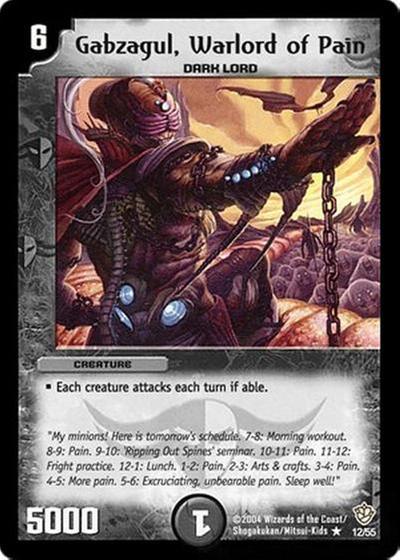 6
Gabzagul, Warlord of Pain
DARK LORD
CREATURE
▪ Each creature attacks each turn if able.
"My minions! Here is tomorrow's schedule. 7-8: Morning workout.
8-9: Pain. 9-10: 'Ripping Out Spines' seminar. 10-11: Pain. 11-12:
Fright practice. 12-1: Lunch. 1-2: Pain. 2-3: Arts & crafts. 3-4: Pain.
4-5: More pain. 5-6: Excruciating, unbearable pain. Sleep well!"
5000
1
©2004 Wizards of the Coast/
Shogakukan/Mitsui-Kids ★ 12/55